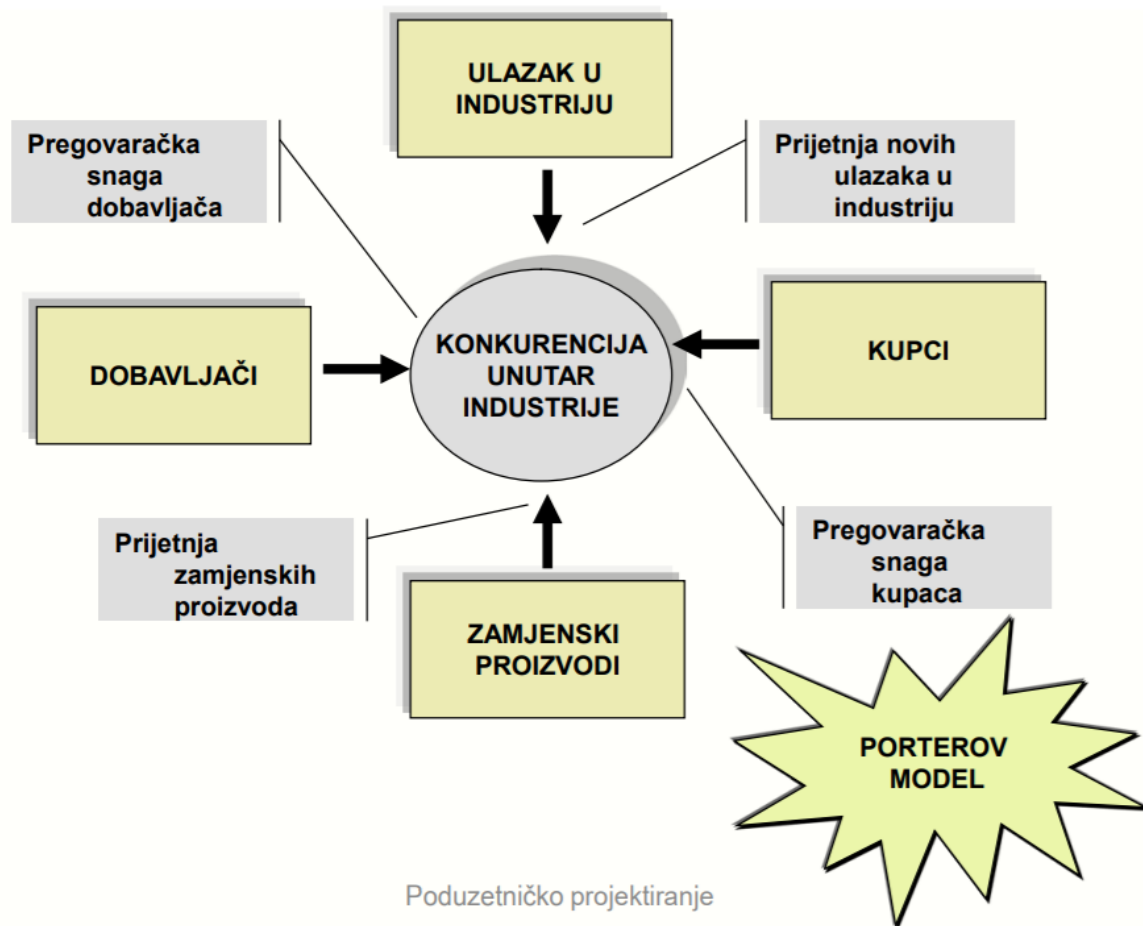 ULAZAK U
INDUSTRIJU
Pregovaračka
snaga
dobavljača
Prijetnja novih
ulazaka u
industriju
DOBAVLJAČI
KONKURENCIJA
UNUTAR
INDUSTRIJE
KUPCI
Prijetnja
zamjenskih
proizvoda
ZAMJENSKI
PROIZVODI
Pregovaračka
snaga
kupaca
PORTEROV
MODEL
Poduzetničko projektiranje